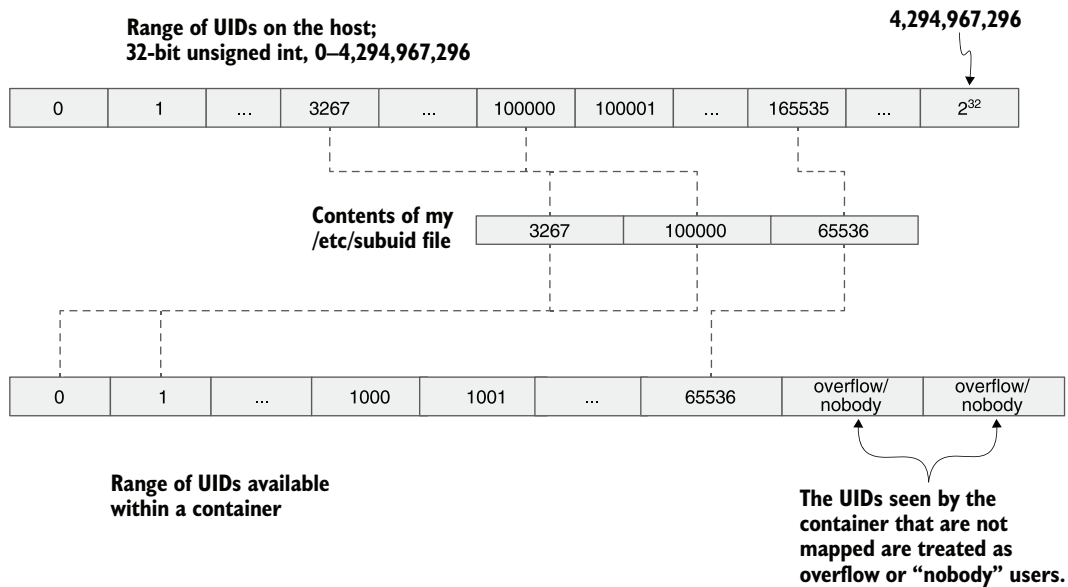 Range of UIDs on the host;
32-bit unsigned int, 0–4,294,967,296
4,294,967,296
0 1 ... 3267 ... 100000 100001 ... 165535 ... 2³²
Contents of my
/etc/subuid file
3267 100000 65536
0 1 ... 1000 1001 ... 65536 overflow/ overflow/
nobody nobody
Range of UIDs available
within a container
The UIDs seen by the
container that are not
mapped are treated as
overflow or “nobody” users.